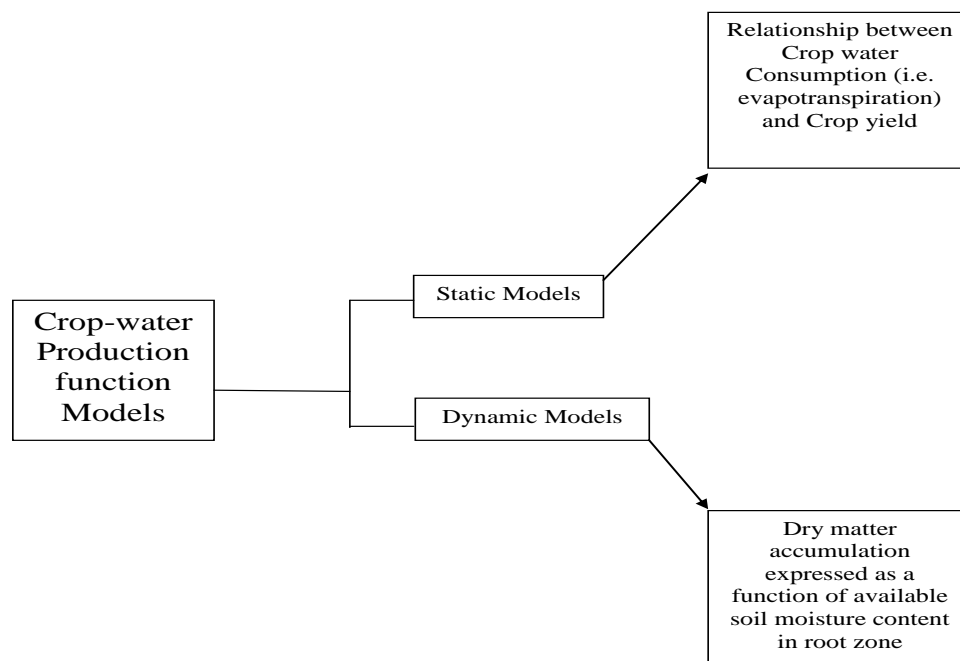 Relationship between
Crop water
Consumption (i.e.
evapotranspiration)
and Crop yield
Static Models
Crop-water
Production
function
Models
Dynamic Models
Dry matter
accumulation
expressed as a
function of available
soil moisture content
in root zone